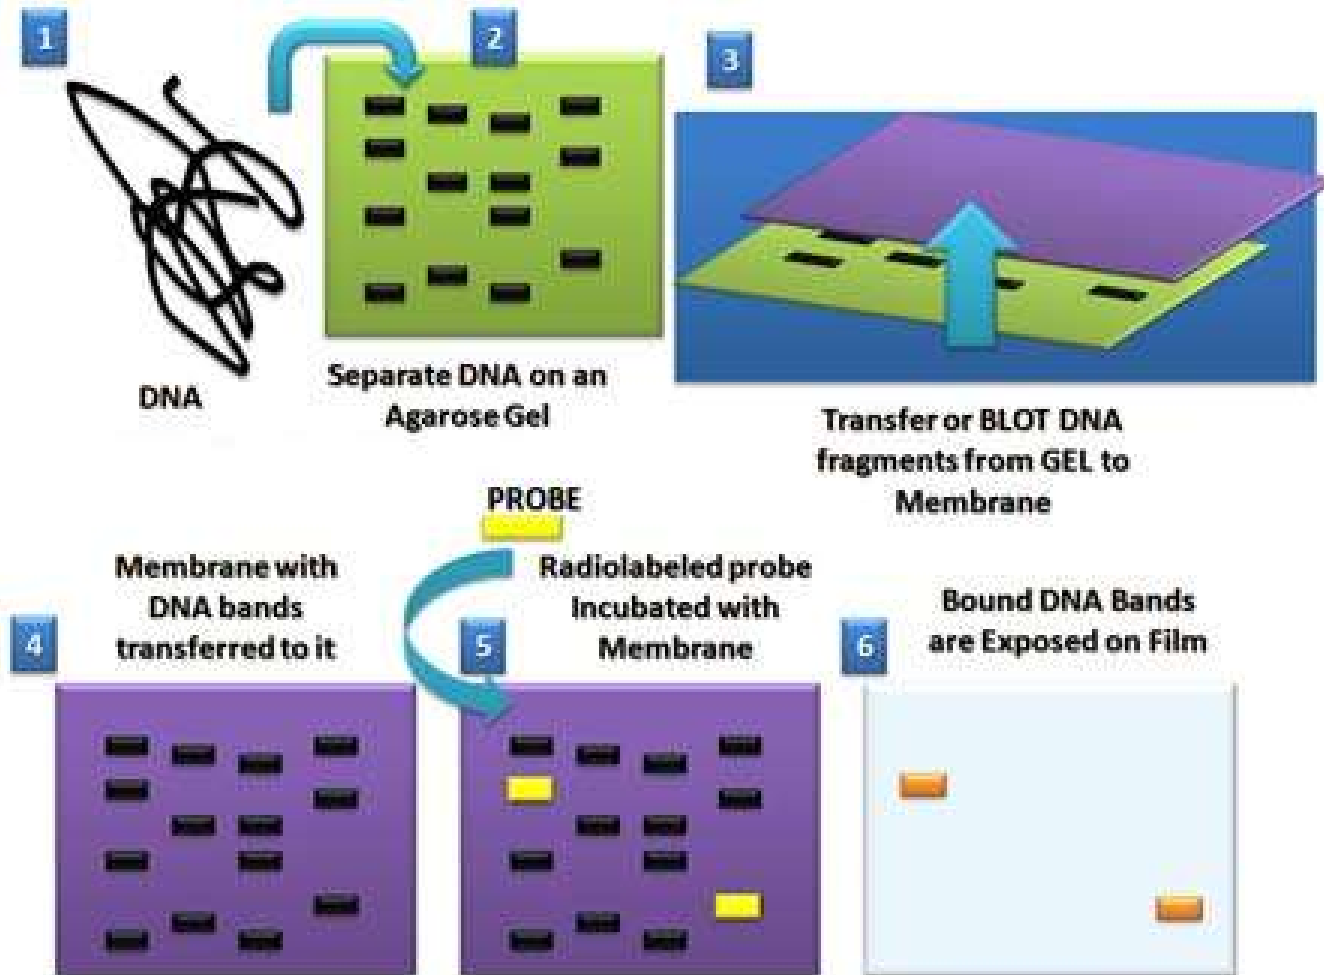 1
DNA
2
Separate DNA on an
Agarose Gel
3
Transfer or BLOT DNA
fragments from GEL to
Membrane
4
Membrane with
DNA bands
transferred to it
PROBE
5
Radiolabeled probe
Incubated with
Membrane
6
Bound DNA Bands
are Exposed on Film